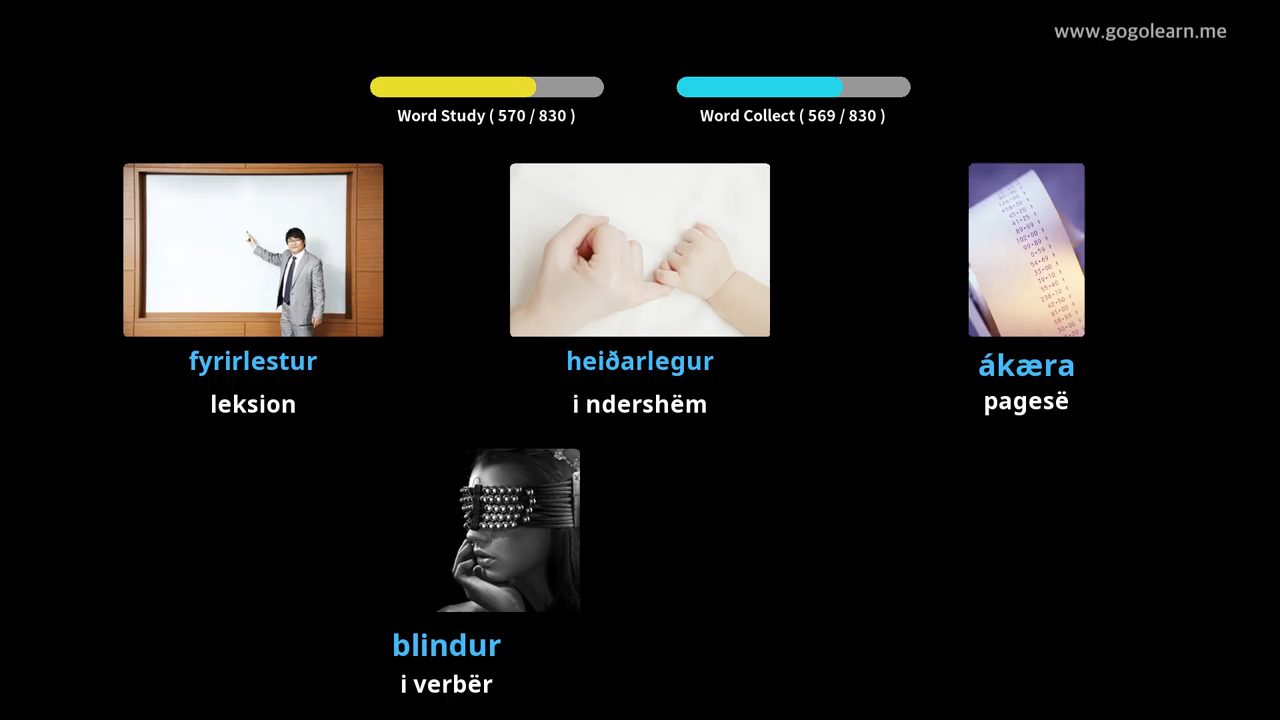 www.gogolearn.me
Word Study ( 570 / 830 )
Word Collect ( 569 / 830 )
fyrirlestur
leksion
heiðarlegur
i ndershëm
ákæra
pagesë
blindur
i verbër